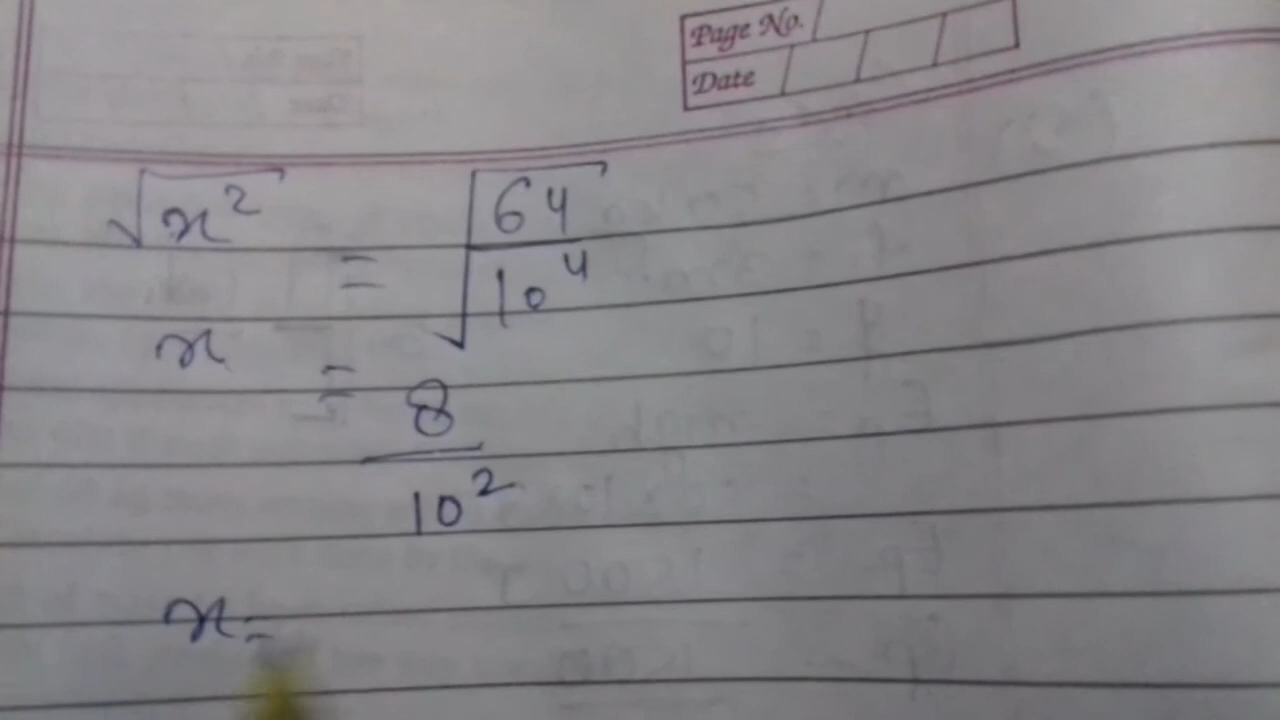 Page No.
Date
√x² = √64/10⁴
x = 8/10²
x =